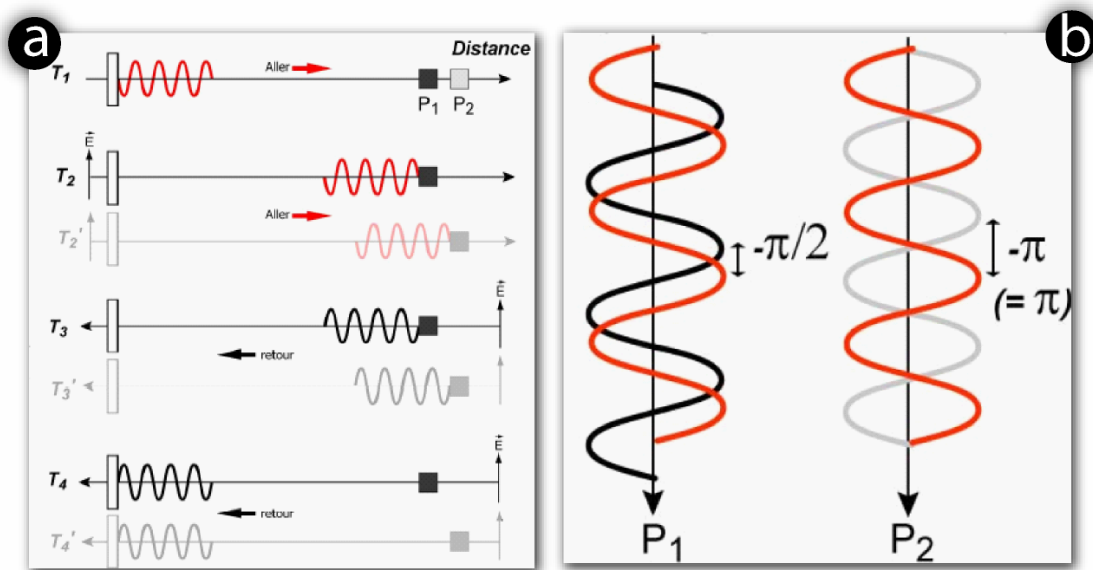 a
Distance
T1
Aller
P1 P2
E
T2
Aller
T2'
E
T3
retour
T3'
E
T4
retour
T4'
b
-π/2
-π
(= π)
P1
P2